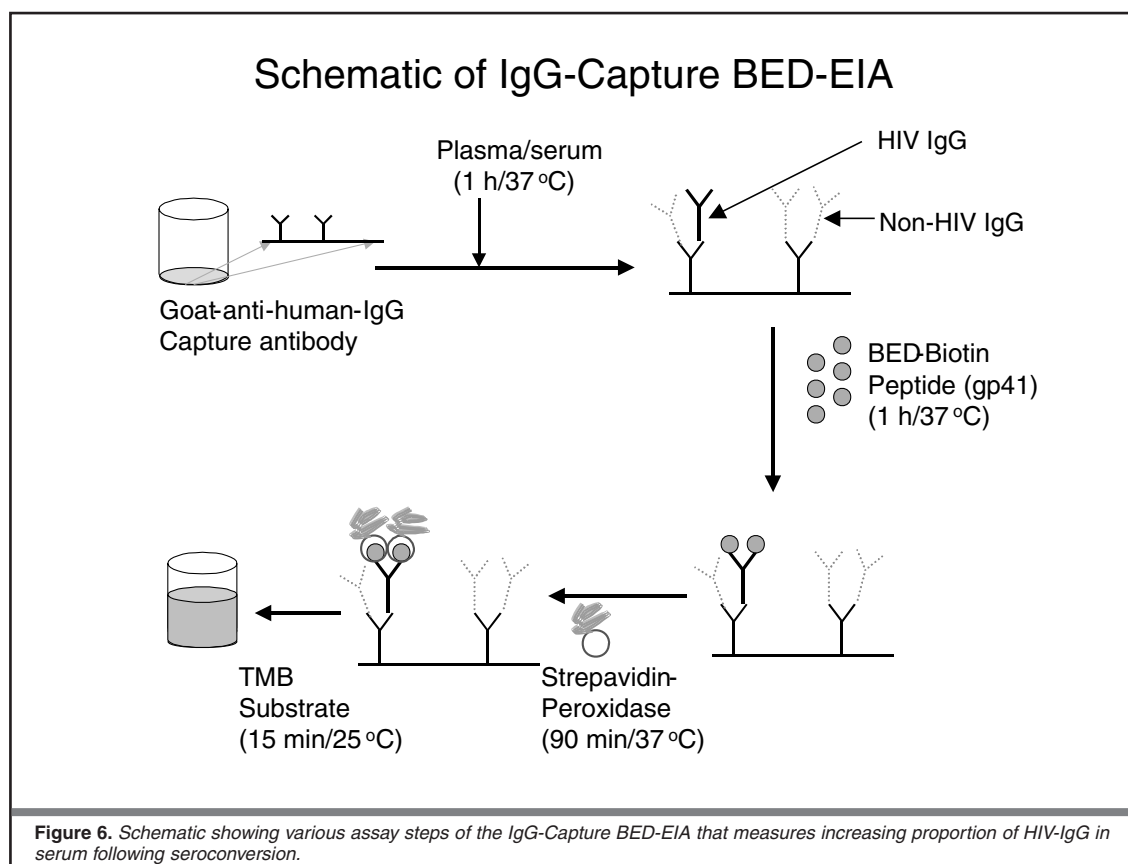 Schematic of IgG-Capture BED-EIA
Plasma/serum
(1 h/37 °C)
HIV IgG
Non-HIV IgG
Goat-anti-human-IgG
Capture antibody
BED-Biotin
Peptide (gp41)
(1 h/37 °C)
Strepavidin-
Peroxidase
(90 min/37 °C)
TMB
Substrate
(15 min/25 °C)
Figure 6. Schematic showing various assay steps of the IgG-Capture BED-EIA that measures increasing proportion of HIV-IgG in
serum following seroconversion.